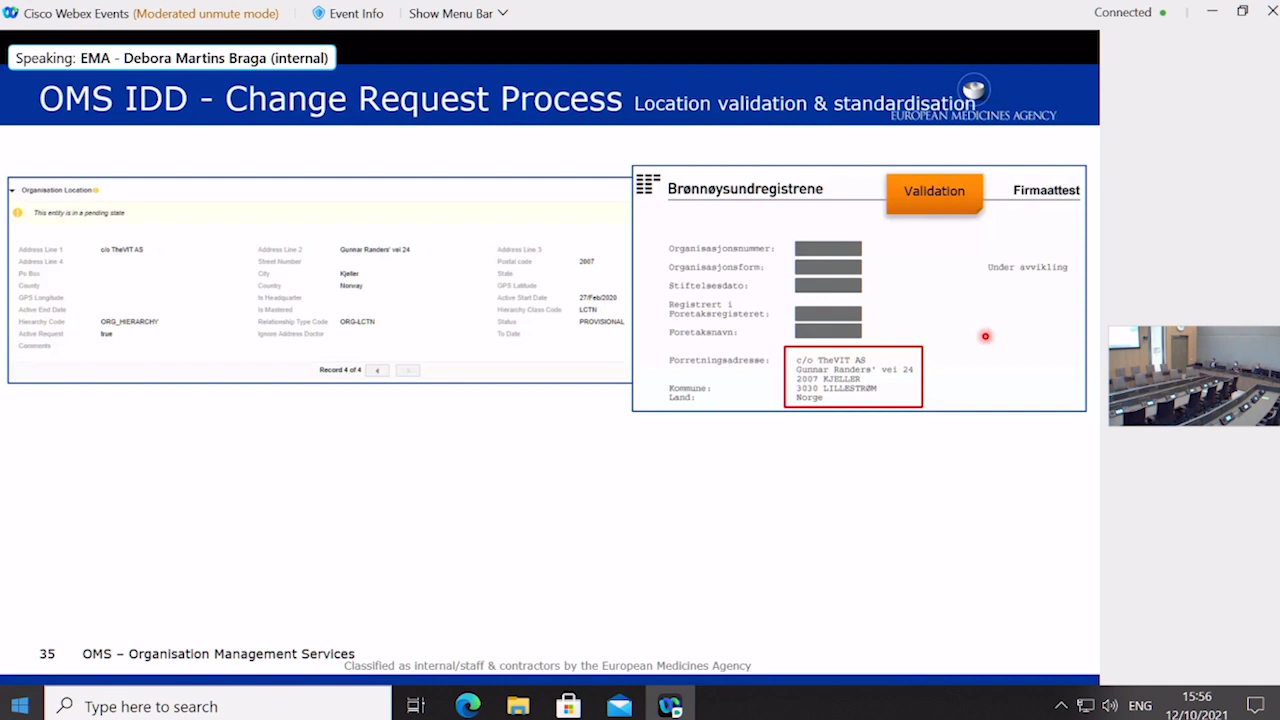 Cisco Webex Events (Moderated unmute mode)
Event Info
Show Menu Bar
Connected
Speaking: EMA - Debora Martins Braga (internal)
OMS IDD - Change Request Process Location validation & standardisation
EUROPEAN MEDICINES AGENCY
Organisation Location
This entity is in a pending state
Address Line 1 c/o TheVIT AS Address Line 2 Gunnar Randers' vei 24 Address Line 3
Address Line 4 Street Number Postal code 2007
Po Box City Kjeller State
County Country Norway GPS Latitude
GPS Longitude Is Headquarter Active Start Date 27/Feb/2020
Active End Date Is Mastered Hierarchy Class Code LCTN
Hierarchy Code ORG_HIERARCHY Relationship Type Code ORG-LCTN Status PROVISIONAL
Active Request true Ignore Address Doctor To Date
Comments
Record 4 of 4
Brønnøysundregistrene
Validation
Firmaattest
Organisasjonsnummer:
Organisasjonsform: Under avvikling
Stiftelsesdato:
Registrert i
Foretaksregisteret:
Foretaksnavn:
Forretningsadresse: c/o TheVIT AS
Gunnar Randers' vei 24
2007 KJELLER
Kommune: 3030 LILLESTRØM
Land: Norge
35 OMS – Organisation Management Services
Classified as internal/staff & contractors by the European Medicines Agency
Type here to search
ENG
15:56
12/10/2021